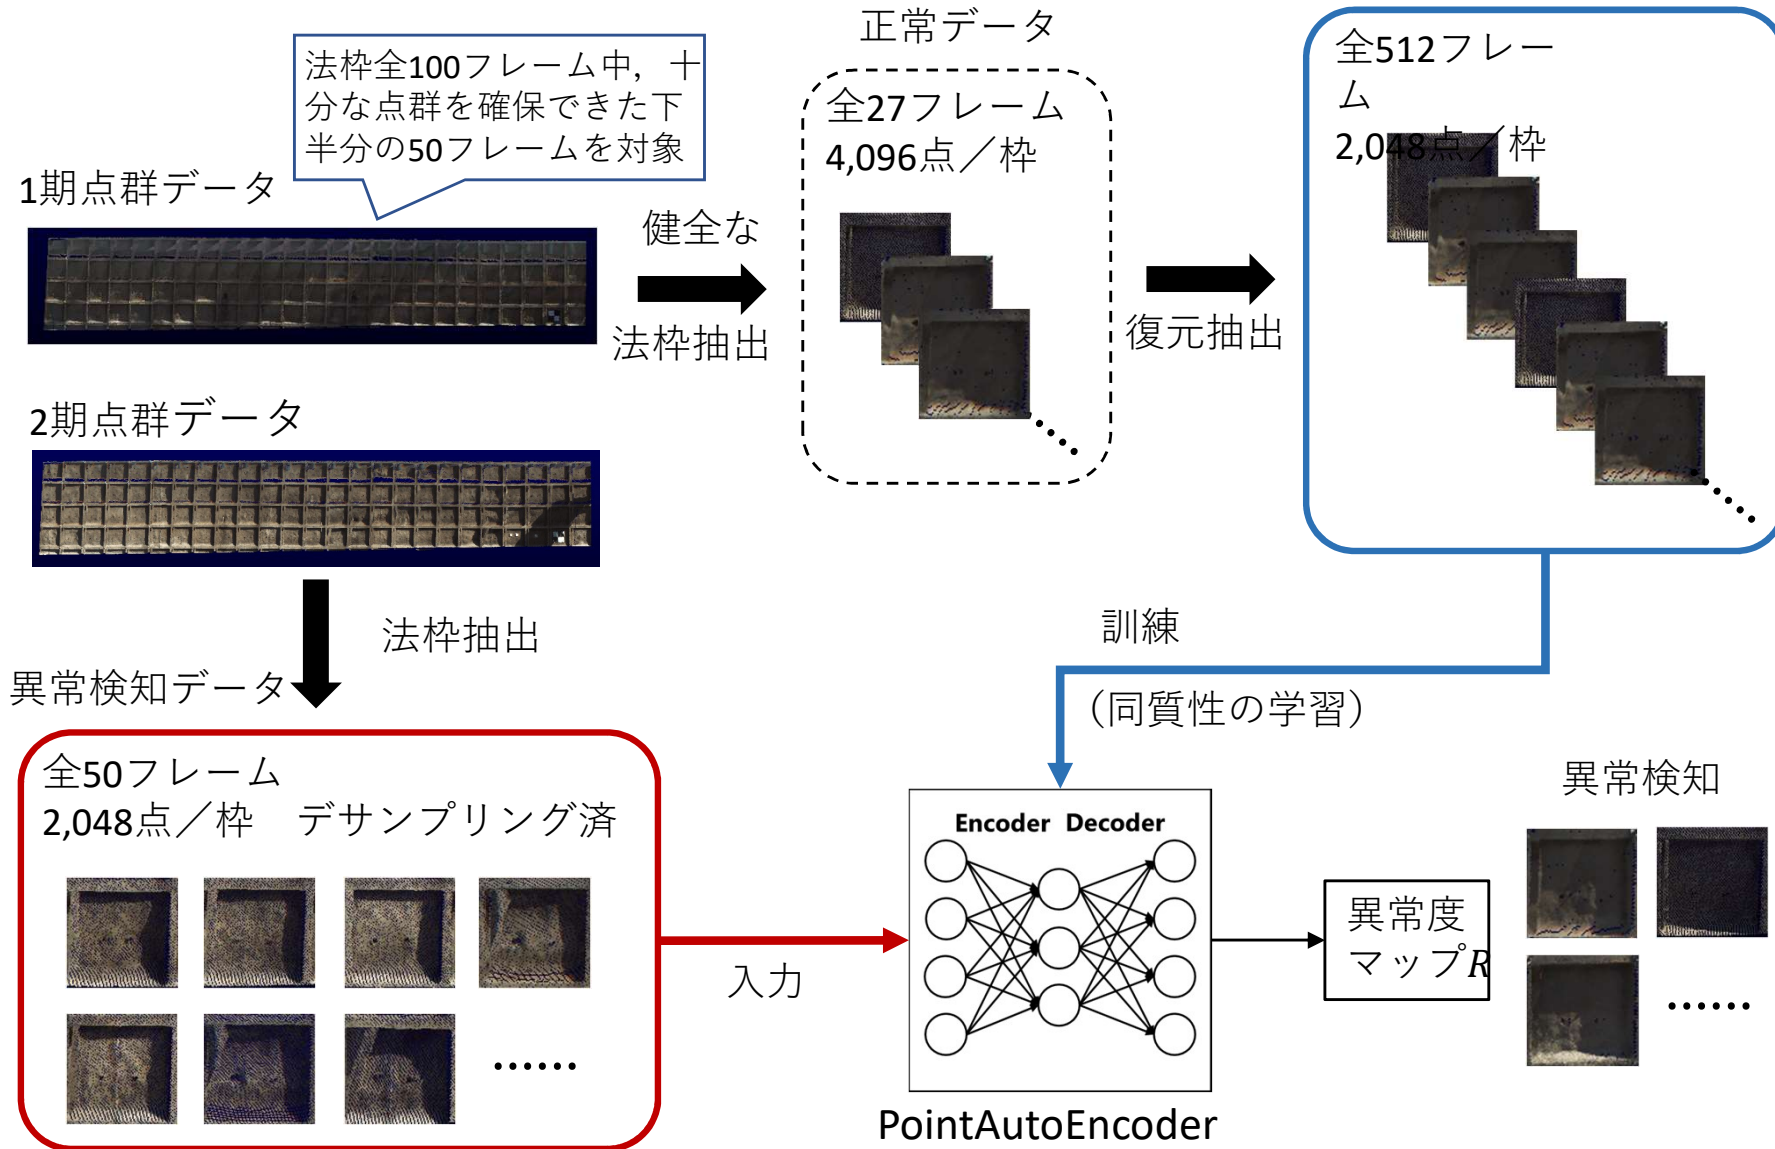 正常データ
法枠全100フレーム中，十
分な点群を確保できた下
半分の50フレームを対象
全27フレーム
4,096点／枠
全512フレー
ム
2,048点／枠
1期点群データ
健全な
法枠抽出
復元抽出
2期点群データ
法枠抽出
訓練
（同質性の学習）
異常検知データ
全50フレーム
2,048点／枠　デサンプリング済
入力
Encoder Decoder
PointAutoEncoder
異常度
マップR
異常検知